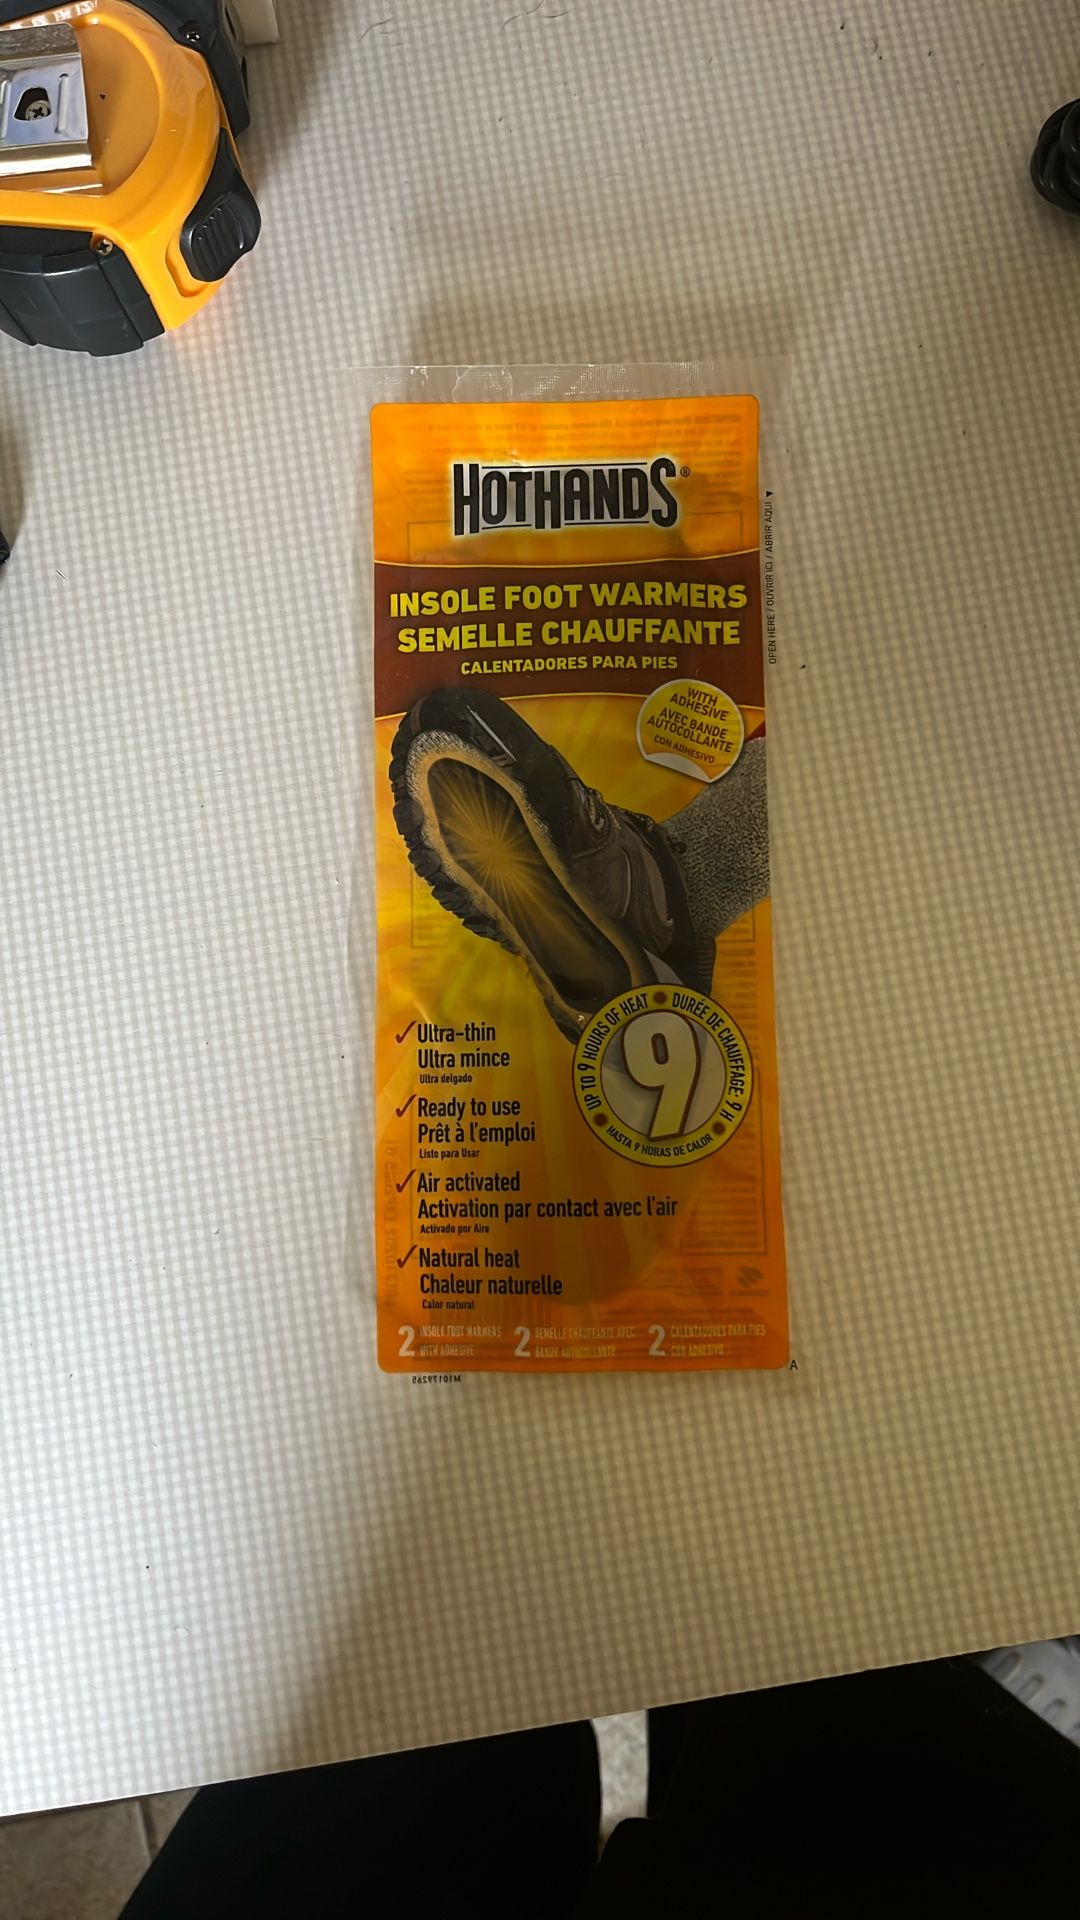 HOTHANDS®
INSOLE FOOT WARMERS
SEMELLE CHAUFFANTE
CALENTADORES PARA PIES
OPEN HERE / OUVRIR ICI / ABRIR AQUI
WITH
ADHESIVE
AVEC BANDE
AUTOCOLLANTE
CON ADHESIVO
UP TO 9 HOURS OF HEAT
DURÉE DE CHAUFFAGE: 9 H
9
HASTA 9 HORAS DE CALOR
Ultra-thin
Ultra mince
Ultra delgado
Ready to use
Prêt à l'emploi
Listo para Usar
Air activated
Activation par contact avec l'air
Activado por Aire
Natural heat
Chaleur naturelle
Calor natural
2 INSOLE FOOT WARMERS
WITH ADHESIVE
2 SEMELLE CHAUFFANTE AVEC
BANDE AUTOCOLLANTE
2 CALENTADORES PARA PIES
CON ADHESIVO
A
M10179265